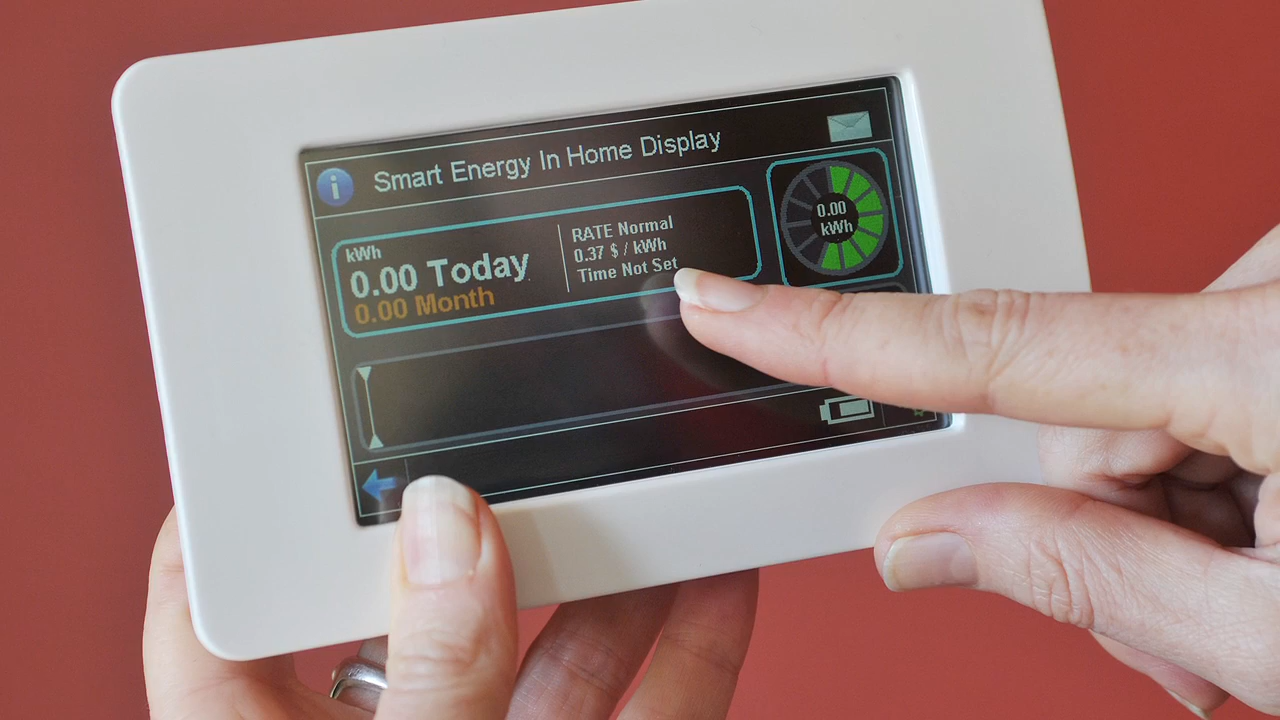 i
Smart Energy In Home Display
kWh
0.00 Today
0.00 Month
RATE Normal
0.37 $ / kWh
Time Not Set
0.00
kWh